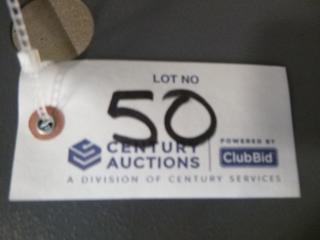 LOT NO
50
CENTURY
AUCTIONS
POWERED BY
ClubBid
A DIVISION OF CENTURY SERVICES